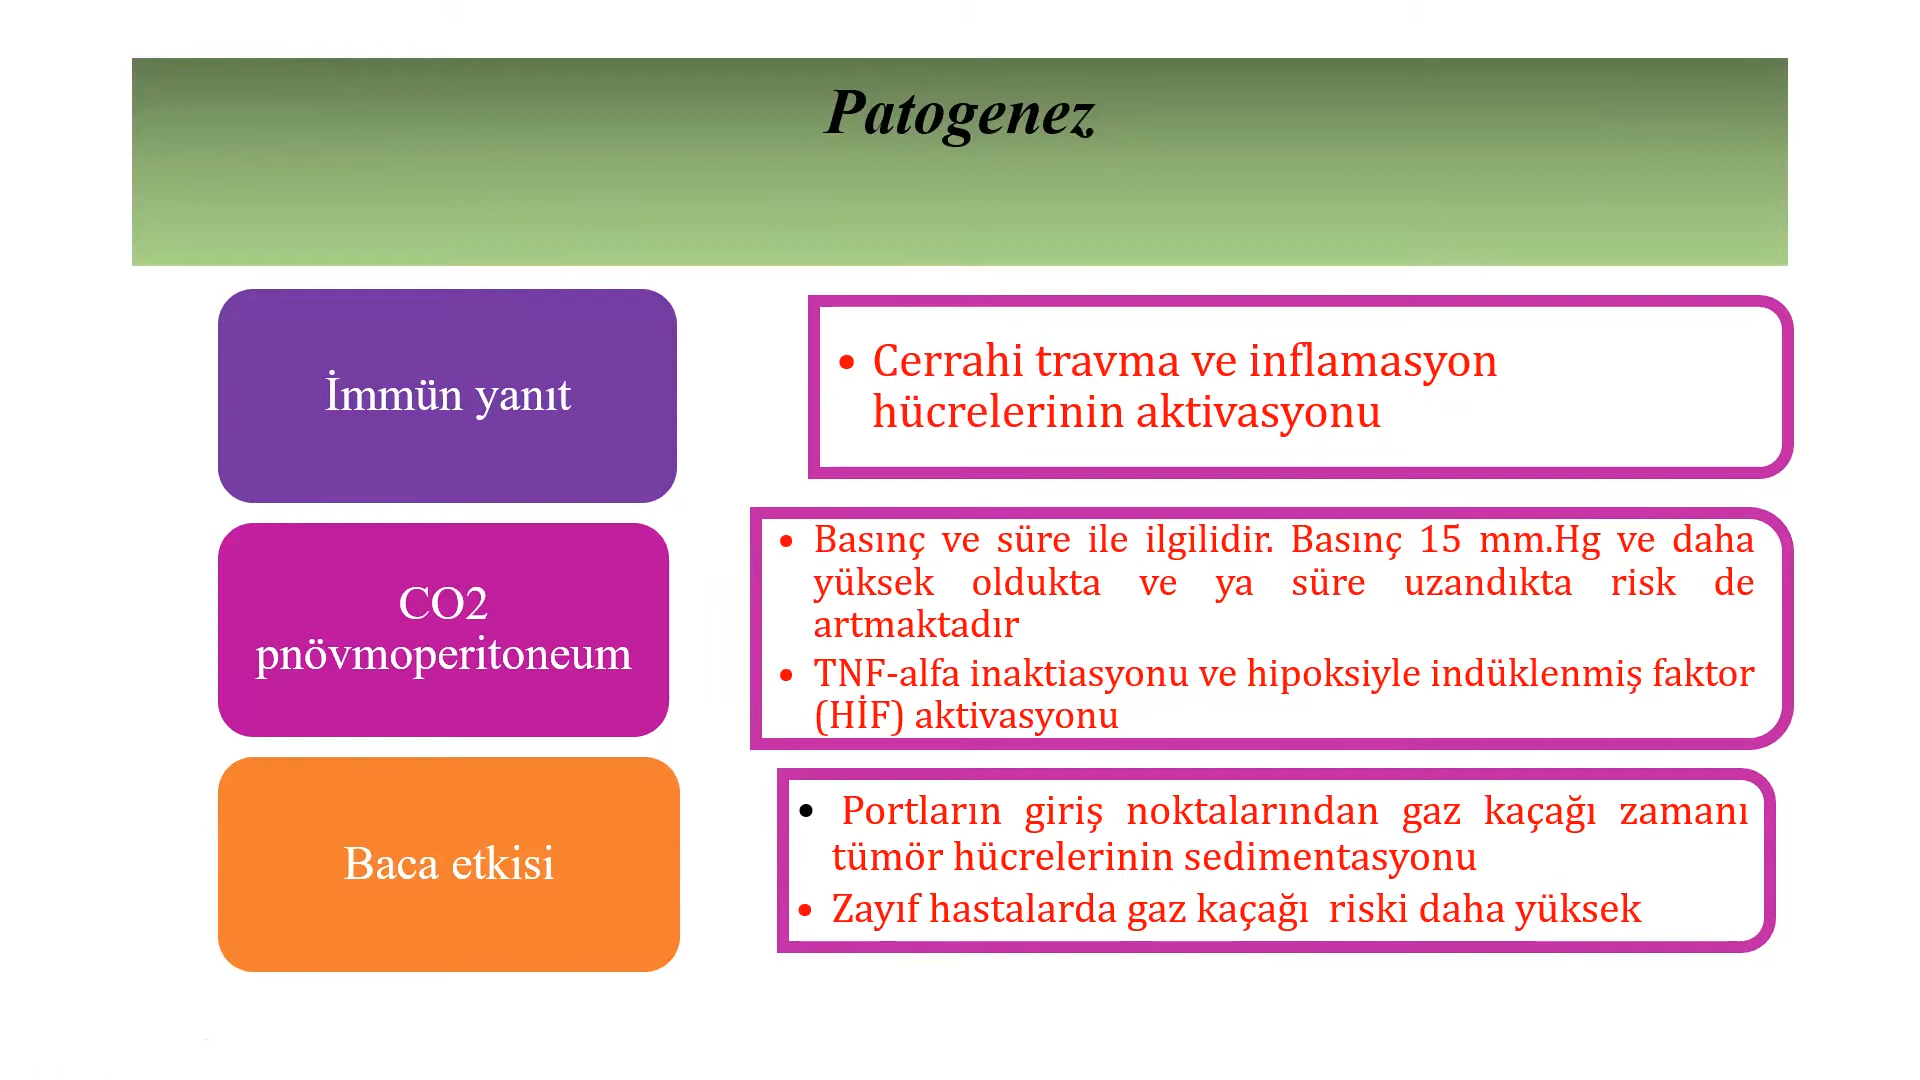 Patogenez
İmmün yanıt
• Cerrahi travma ve inflamasyon
hücrelerinin aktivasyonu
CO2
pnövmoperitoneum
• Basınç ve süre ile ilgilidir. Basınç 15 mm.Hg ve daha
yüksek oldukta ve ya süre uzandıkta risk de
artmaktadır
• TNF-alfa inaktiasyonu ve hipoksiyle indüklenmiş faktor
(HİF) aktivasyonu
Baca etkisi
• Portların giriş noktalarından gaz kaçağı zamanı
tümör hücrelerinin sedimentasyonu
• Zayıf hastalarda gaz kaçağı riski daha yüksek